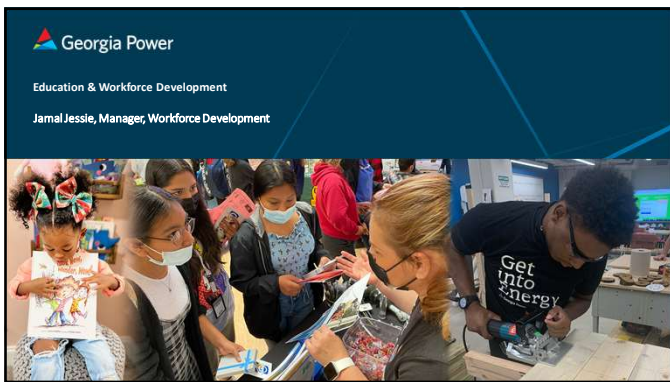 Georgia Power
Education & Workforce Development
Jamal Jessie, Manager, Workforce Development
Get
into
Energy